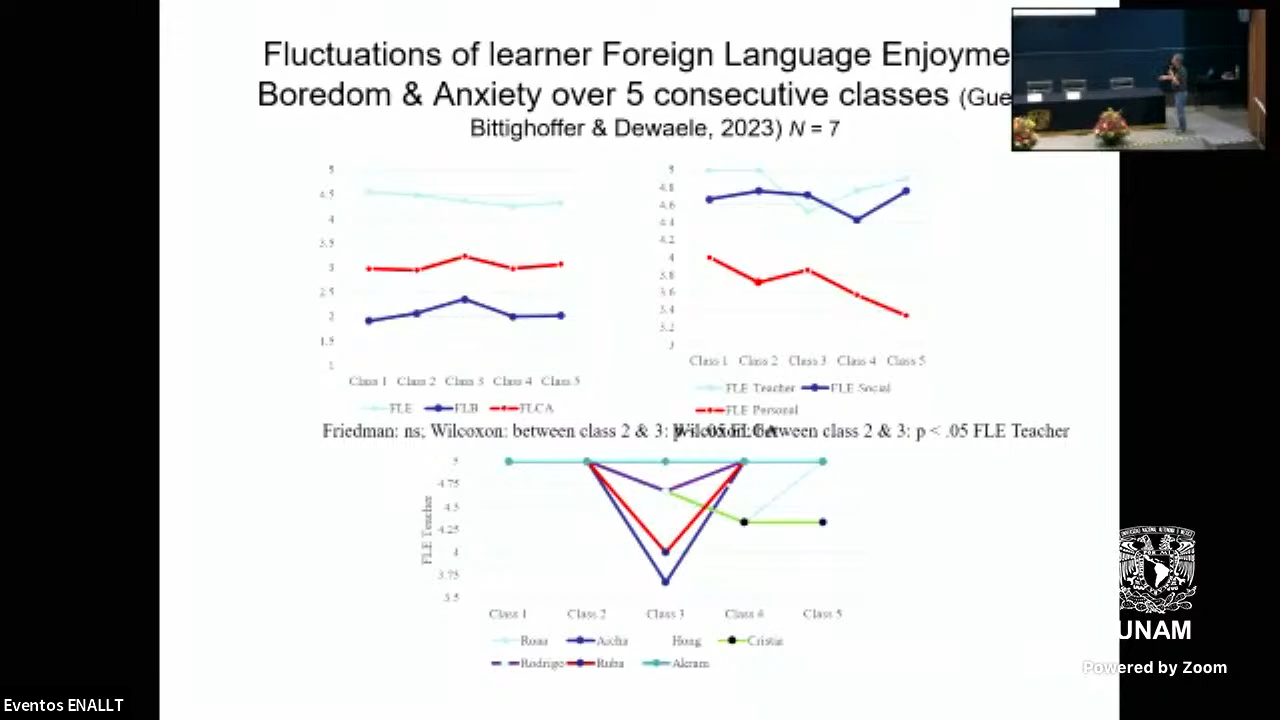 Fluctuations of learner Foreign Language Enjoyme
Boredom & Anxiety over 5 consecutive classes (Gue
Bittighoffer & Dewaele, 2023) N = 7
5
4.5
4
3.5
3
2.5
2
1.5
1
Class 1 Class 2 Class 3 Class 4 Class 5
FLE FLB FLCA
5
4.8
4.6
4.4
4.2
4
3.8
3.6
3.4
3.2
3
Class 1 Class 2 Class 3 Class 4 Class 5
FLE Teacher FLE Social
FLE Personal
Friedman: ns; Wilcoxon: between class 2 & 3: p < .05 FLCA
Wilcoxon: between class 2 & 3: p < .05 FLE Teacher
FLE Teacher
5
4.75
4.5
4.25
4
3.75
3.5
Class 1 Class 2 Class 3 Class 4 Class 5
Aicha Hong
Rodrigo Ruba Akram
UNAM
Powered by Zoom
Eventos ENALLT